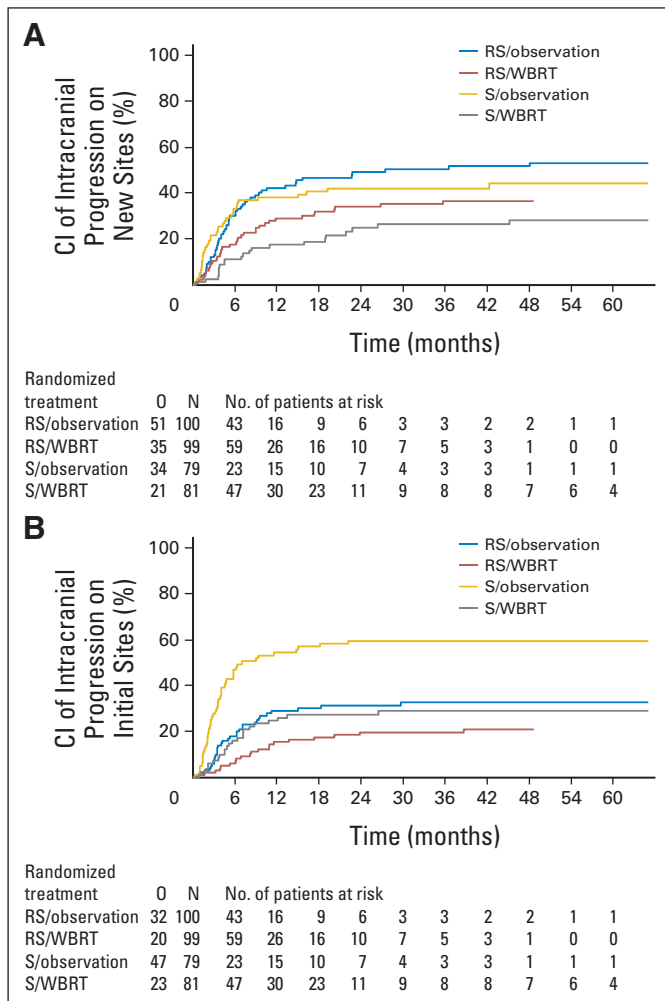 A
CI of Intracranial
Progression on
New Sites (%)
100
80
60
40
20
0
6 12 18 24 30 36 42 48 54 60
Time (months)
RS/observation
RS/WBRT
S/observation
S/WBRT
Randomized
treatment O N No. of patients at risk
RS/observation 51 100 43 16 9 6 3 3 2 2 1 1
RS/WBRT 35 99 59 26 16 10 7 5 3 1 0 0
S/observation 34 79 23 15 10 7 4 3 3 1 1 1
S/WBRT 21 81 47 30 23 11 9 8 8 7 6 4
B
CI of Intracranial
Progression on
Initial Sites (%)
100
80
60
40
20
0
6 12 18 24 30 36 42 48 54 60
Time (months)
RS/observation
RS/WBRT
S/observation
S/WBRT
Randomized
treatment O N No. of patients at risk
RS/observation 32 100 43 16 9 6 3 3 2 2 1 1
RS/WBRT 20 99 59 26 16 10 7 5 3 1 0 0
S/observation 47 79 23 15 10 7 4 3 3 1 1 1
S/WBRT 23 81 47 30 23 11 9 8 8 7 6 4